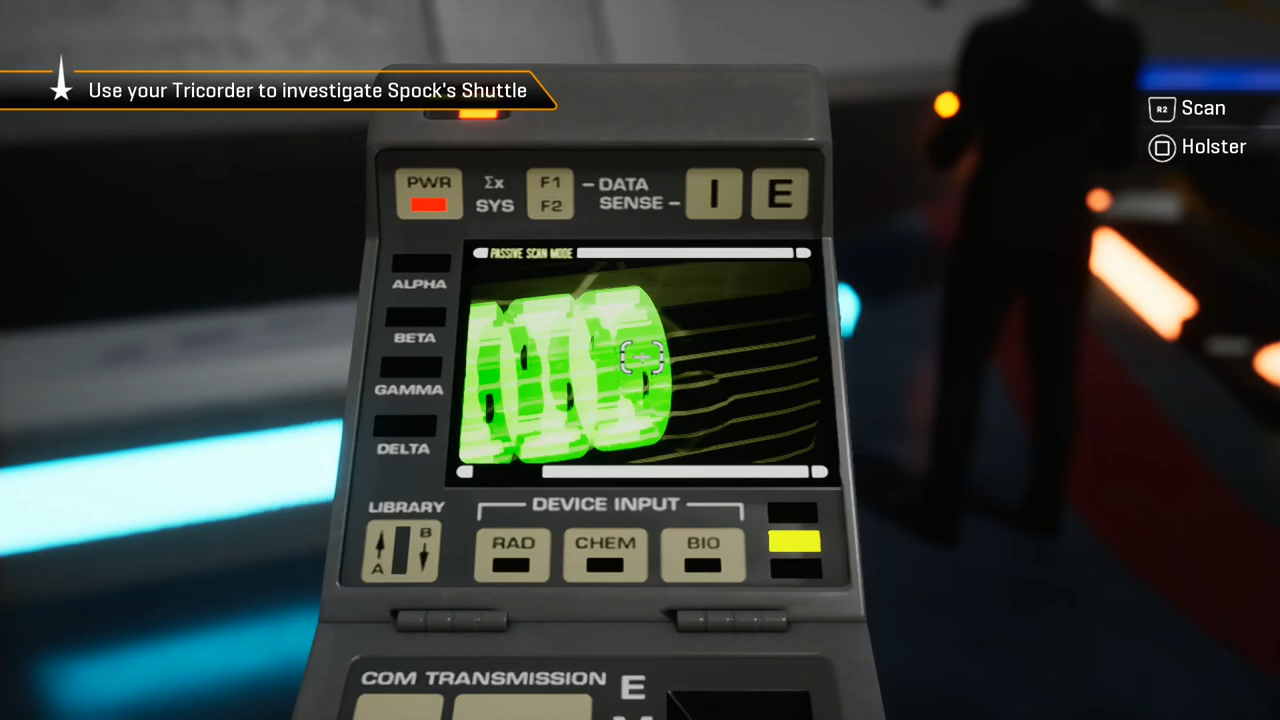 Use your Tricorder to investigate Spock's Shuttle
R2 Scan
Holster
PWR
Σx
SYS
F1
F2
DATA
SENSE
I
E
PASSIVE SCAN MODE
ALPHA
BETA
GAMMA
DELTA
LIBRARY
A
B
DEVICE INPUT
RAD
CHEM
BIO
COM TRANSMISSION
E